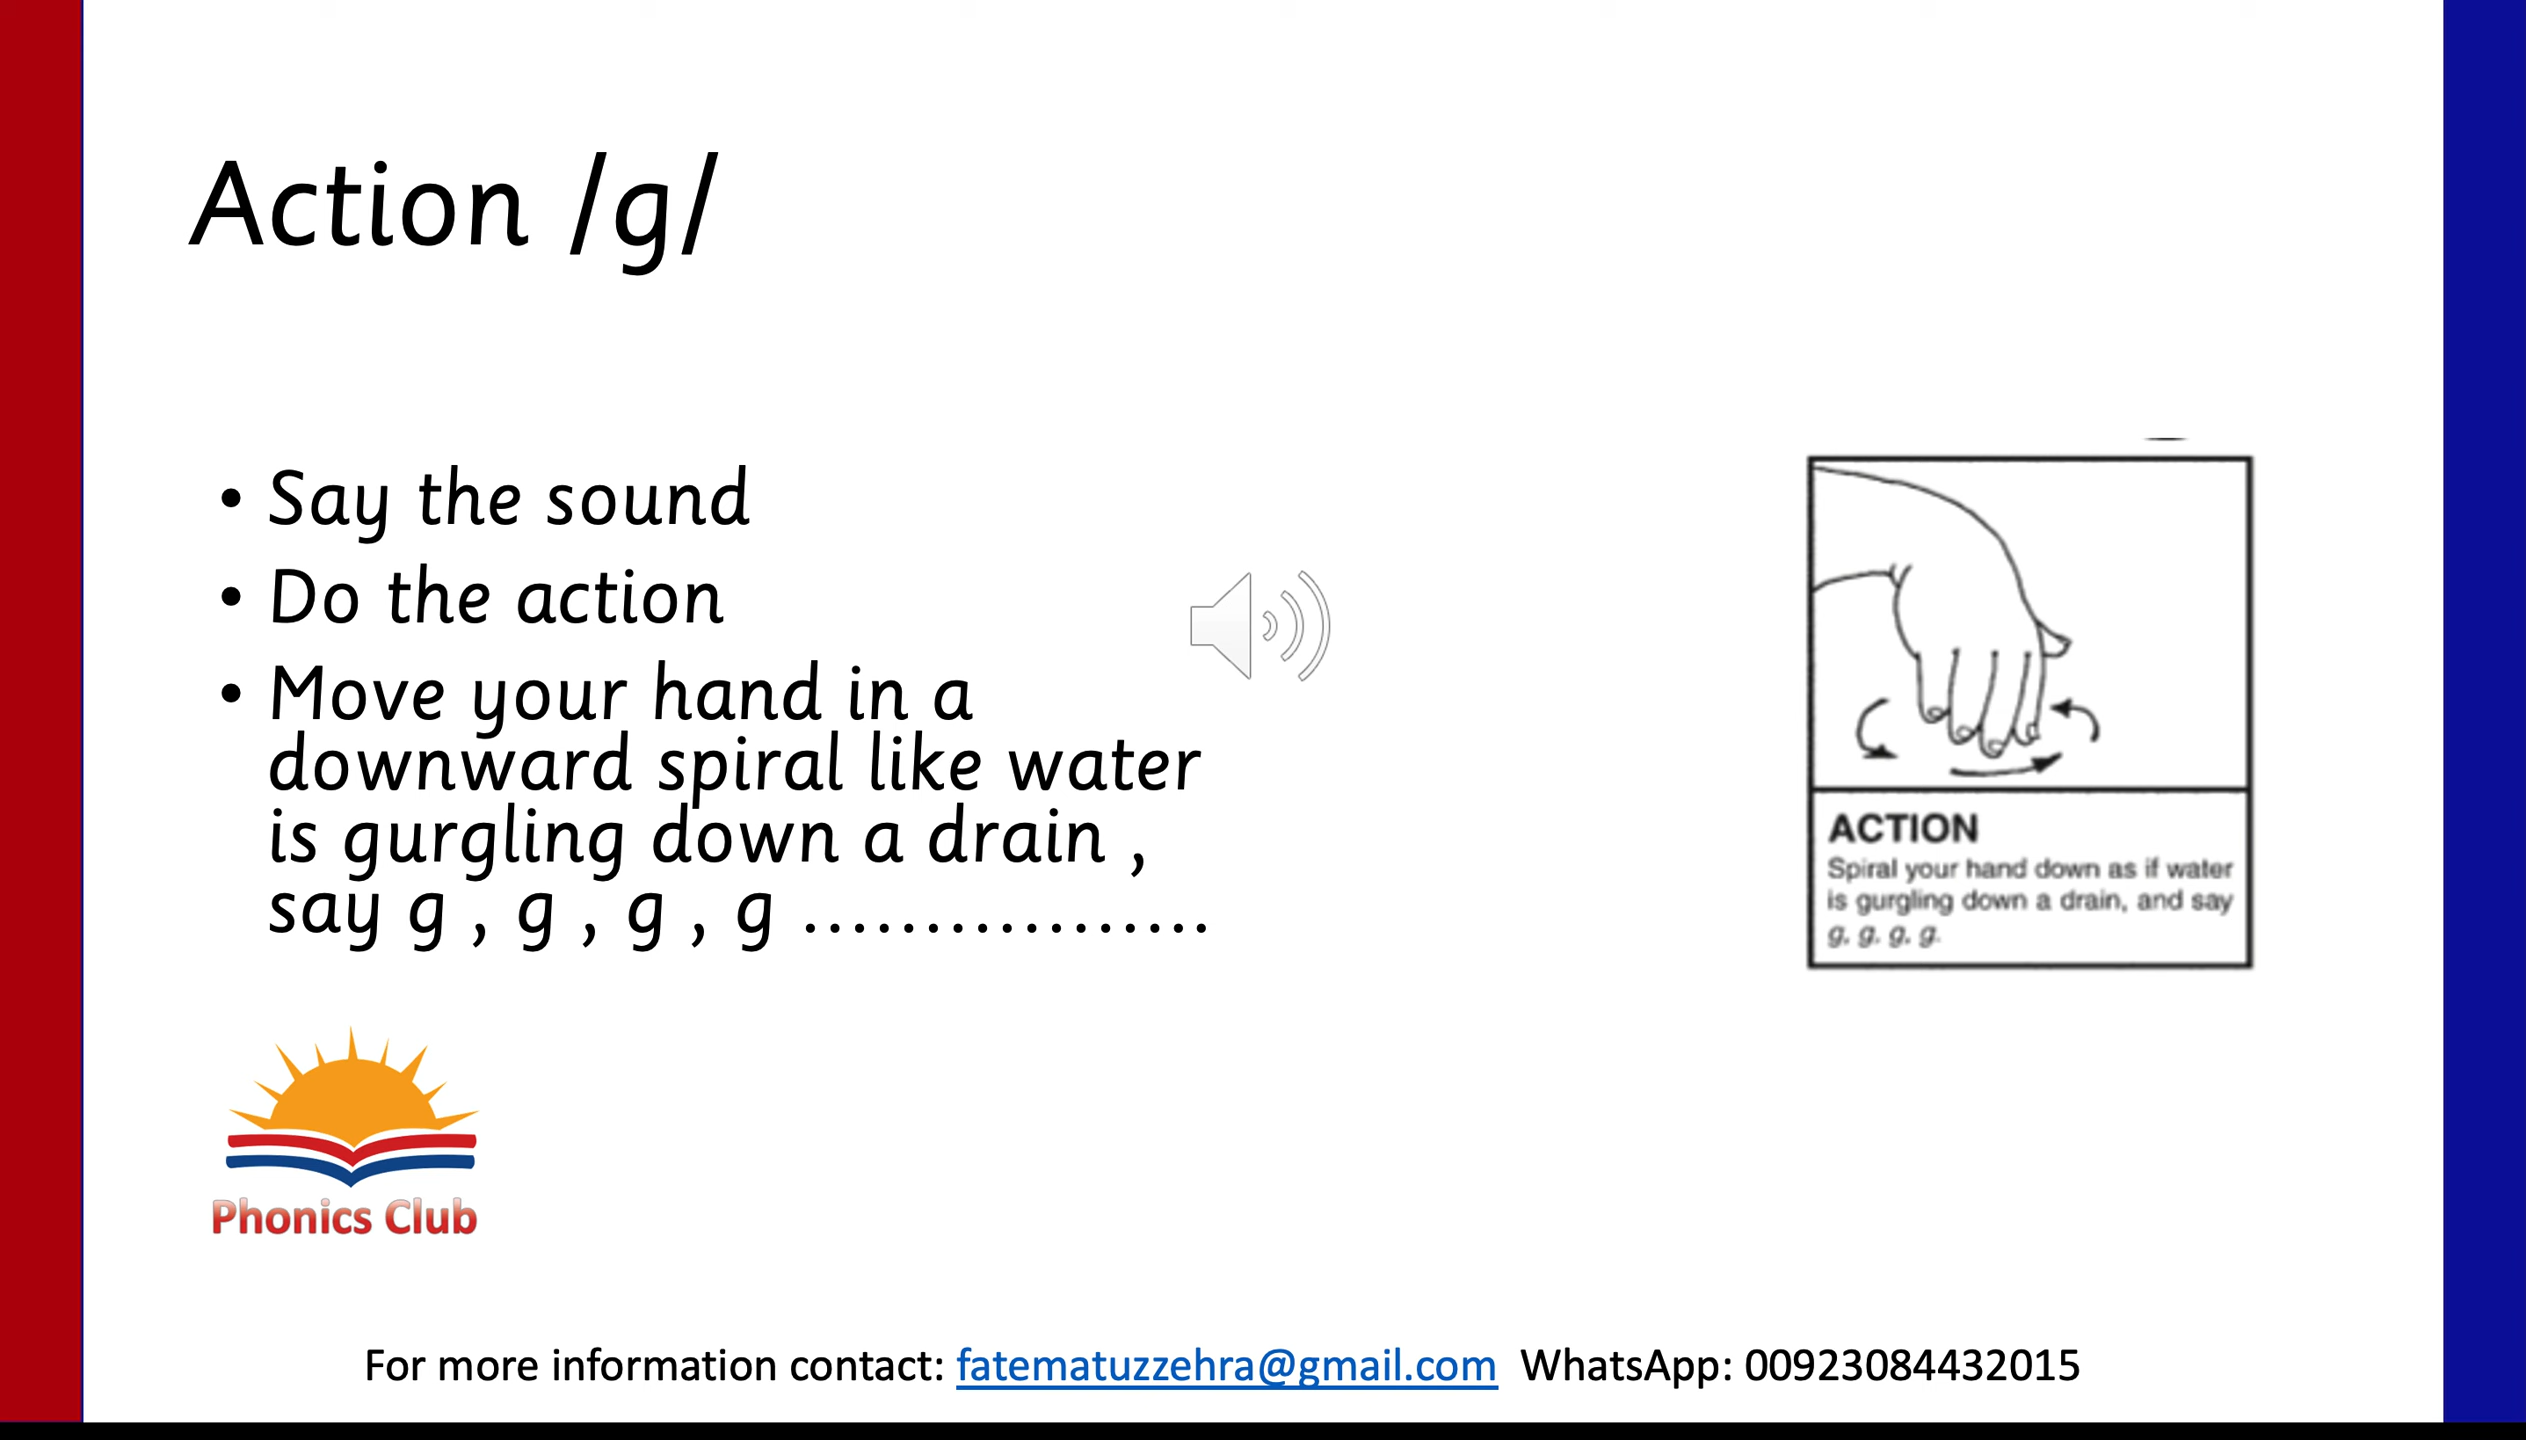 Action /g/
• Say the sound
• Do the action
• Move your hand in a
downward spiral like water
is gurgling down a drain ,
say g , g , g , g .................
ACTION
Spiral your hand down as if water
is gurgling down a drain, and say
g, g, g, g.
Phonics Club
For more information contact: fatematuzzehra@gmail.com WhatsApp: 00923084432015